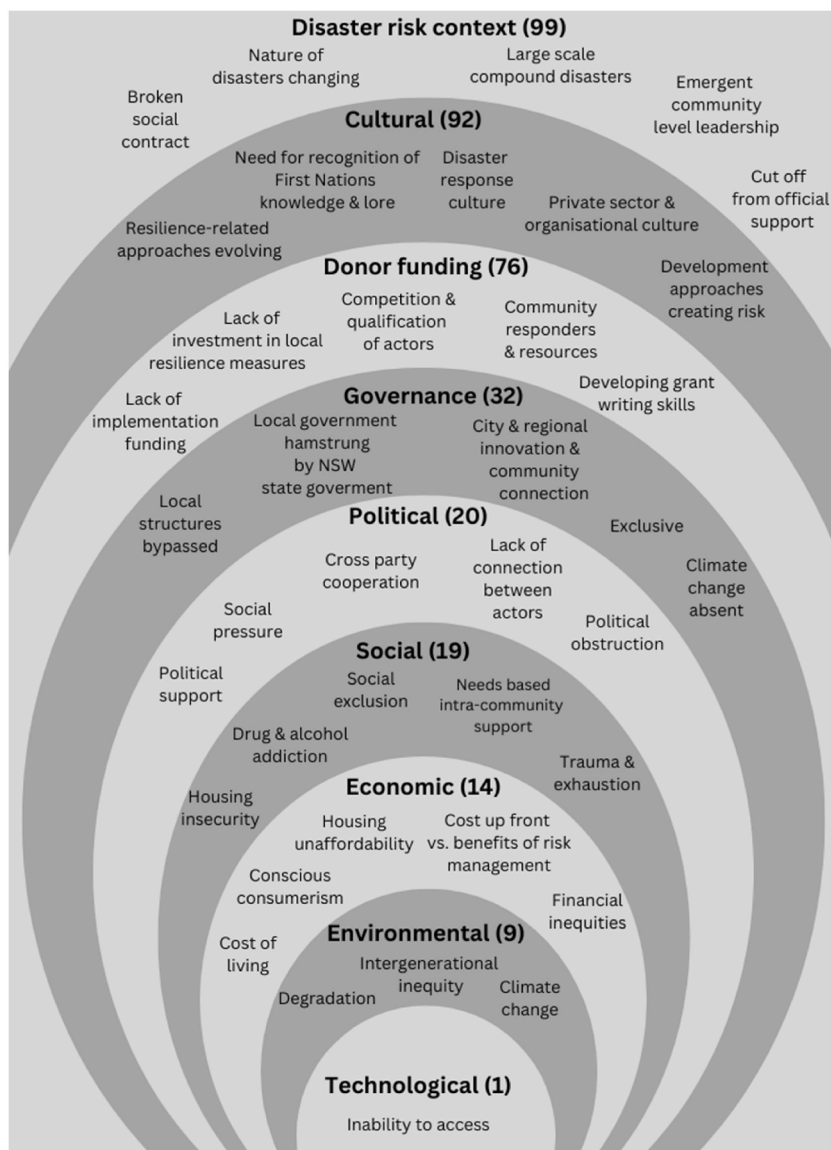 Disaster risk context (99)
Nature of
disasters changing
Large scale
compound disasters
Broken
social
contract
Emergent
community
level leadership
Cut off
from official
support
Cultural (92)
Need for recognition of
First Nations
knowledge & lore
Disaster
response
culture
Private sector &
organisational culture
Resilience-related
approaches evolving
Development
approaches
creating risk
Donor funding (76)
Competition &
qualification
of actors
Community
responders
& resources
Lack of
investment in local
resilience measures
Developing grant
writing skills
Lack of
implementation
funding
Governance (32)
Local government
hamstrung
by NSW
state goverment
City & regional
innovation &
community
connection
Local
structures
bypassed
Exclusive
Climate
change
absent
Political (20)
Cross party
cooperation
Lack of
connection
between
actors
Social
pressure
Political
obstruction
Political
support
Social (19)
Social
exclusion
Needs based
intra-community
support
Drug & alcohol
addiction
Trauma &
exhaustion
Housing
insecurity
Economic (14)
Housing
unaffordability
Cost up front
vs. benefits of risk
management
Conscious
consumerism
Financial
inequities
Cost of
living
Environmental (9)
Intergenerational
inequity
Degradation
Climate
change
Technological (1)
Inability to access